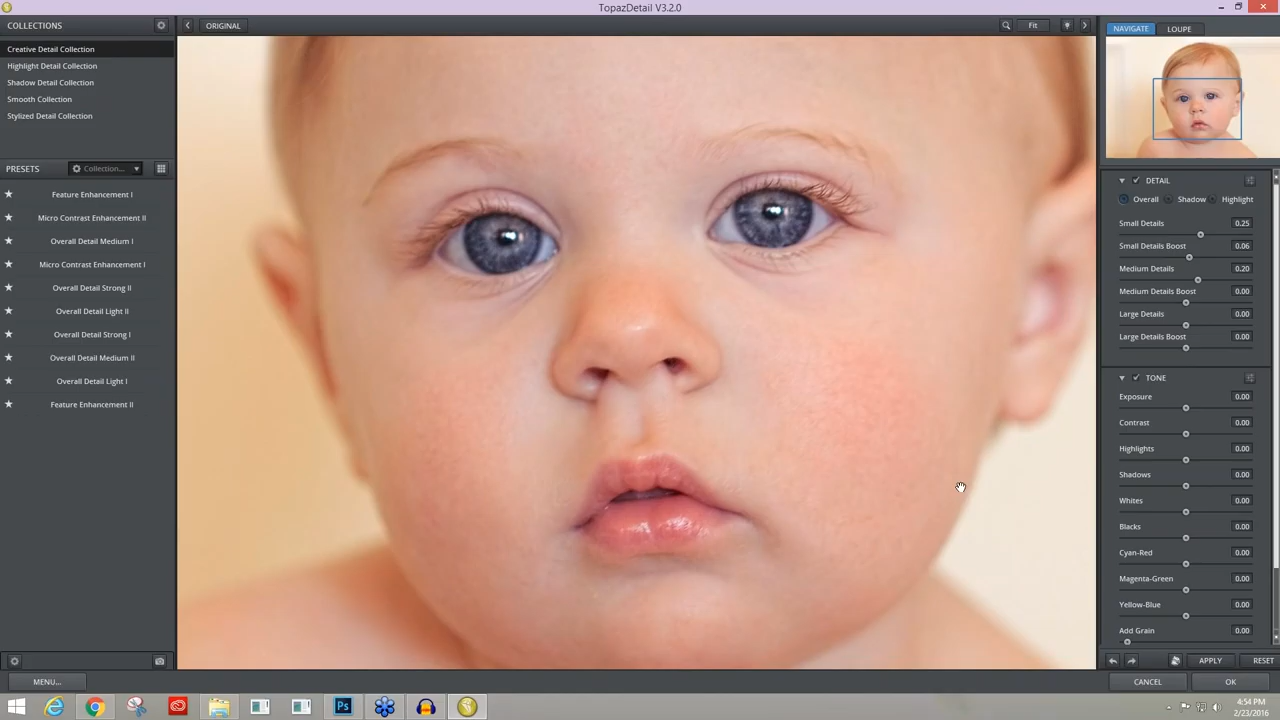 TopazDetail V3.2.0
COLLECTIONS
ORIGINAL
Fit
NAVIGATE
LOUPE
Creative Detail Collection
Highlight Detail Collection
Shadow Detail Collection
Smooth Collection
Stylized Detail Collection
PRESETS
Collection...
Feature Enhancement I
Micro Contrast Enhancement II
Overall Detail Medium I
Micro Contrast Enhancement I
Overall Detail Strong II
Overall Detail Light II
Overall Detail Strong I
Overall Detail Medium II
Overall Detail Light I
Feature Enhancement II
DETAIL
Overall Shadow Highlight
Small Details 0.25
Small Details Boost 0.06
Medium Details 0.20
Medium Details Boost 0.00
Large Details 0.00
Large Details Boost 0.00
TONE
Exposure 0.00
Contrast 0.00
Highlights 0.00
Shadows 0.00
Whites 0.00
Blacks 0.00
Cyan-Red 0.00
Magenta-Green 0.00
Yellow-Blue 0.00
Add Grain 0.00
APPLY RESET
MENU...
CANCEL OK
Ps
4:54 PM
2/23/2016